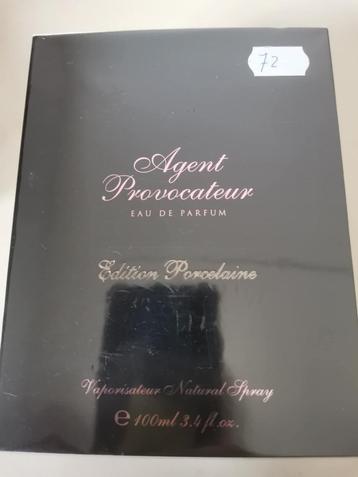 72
Agent
Provocateur
EAU DE PARFUM
Edition Porcelaine
Vaporisateur Natural Spray
e 100ml 3.4 fl.oz.